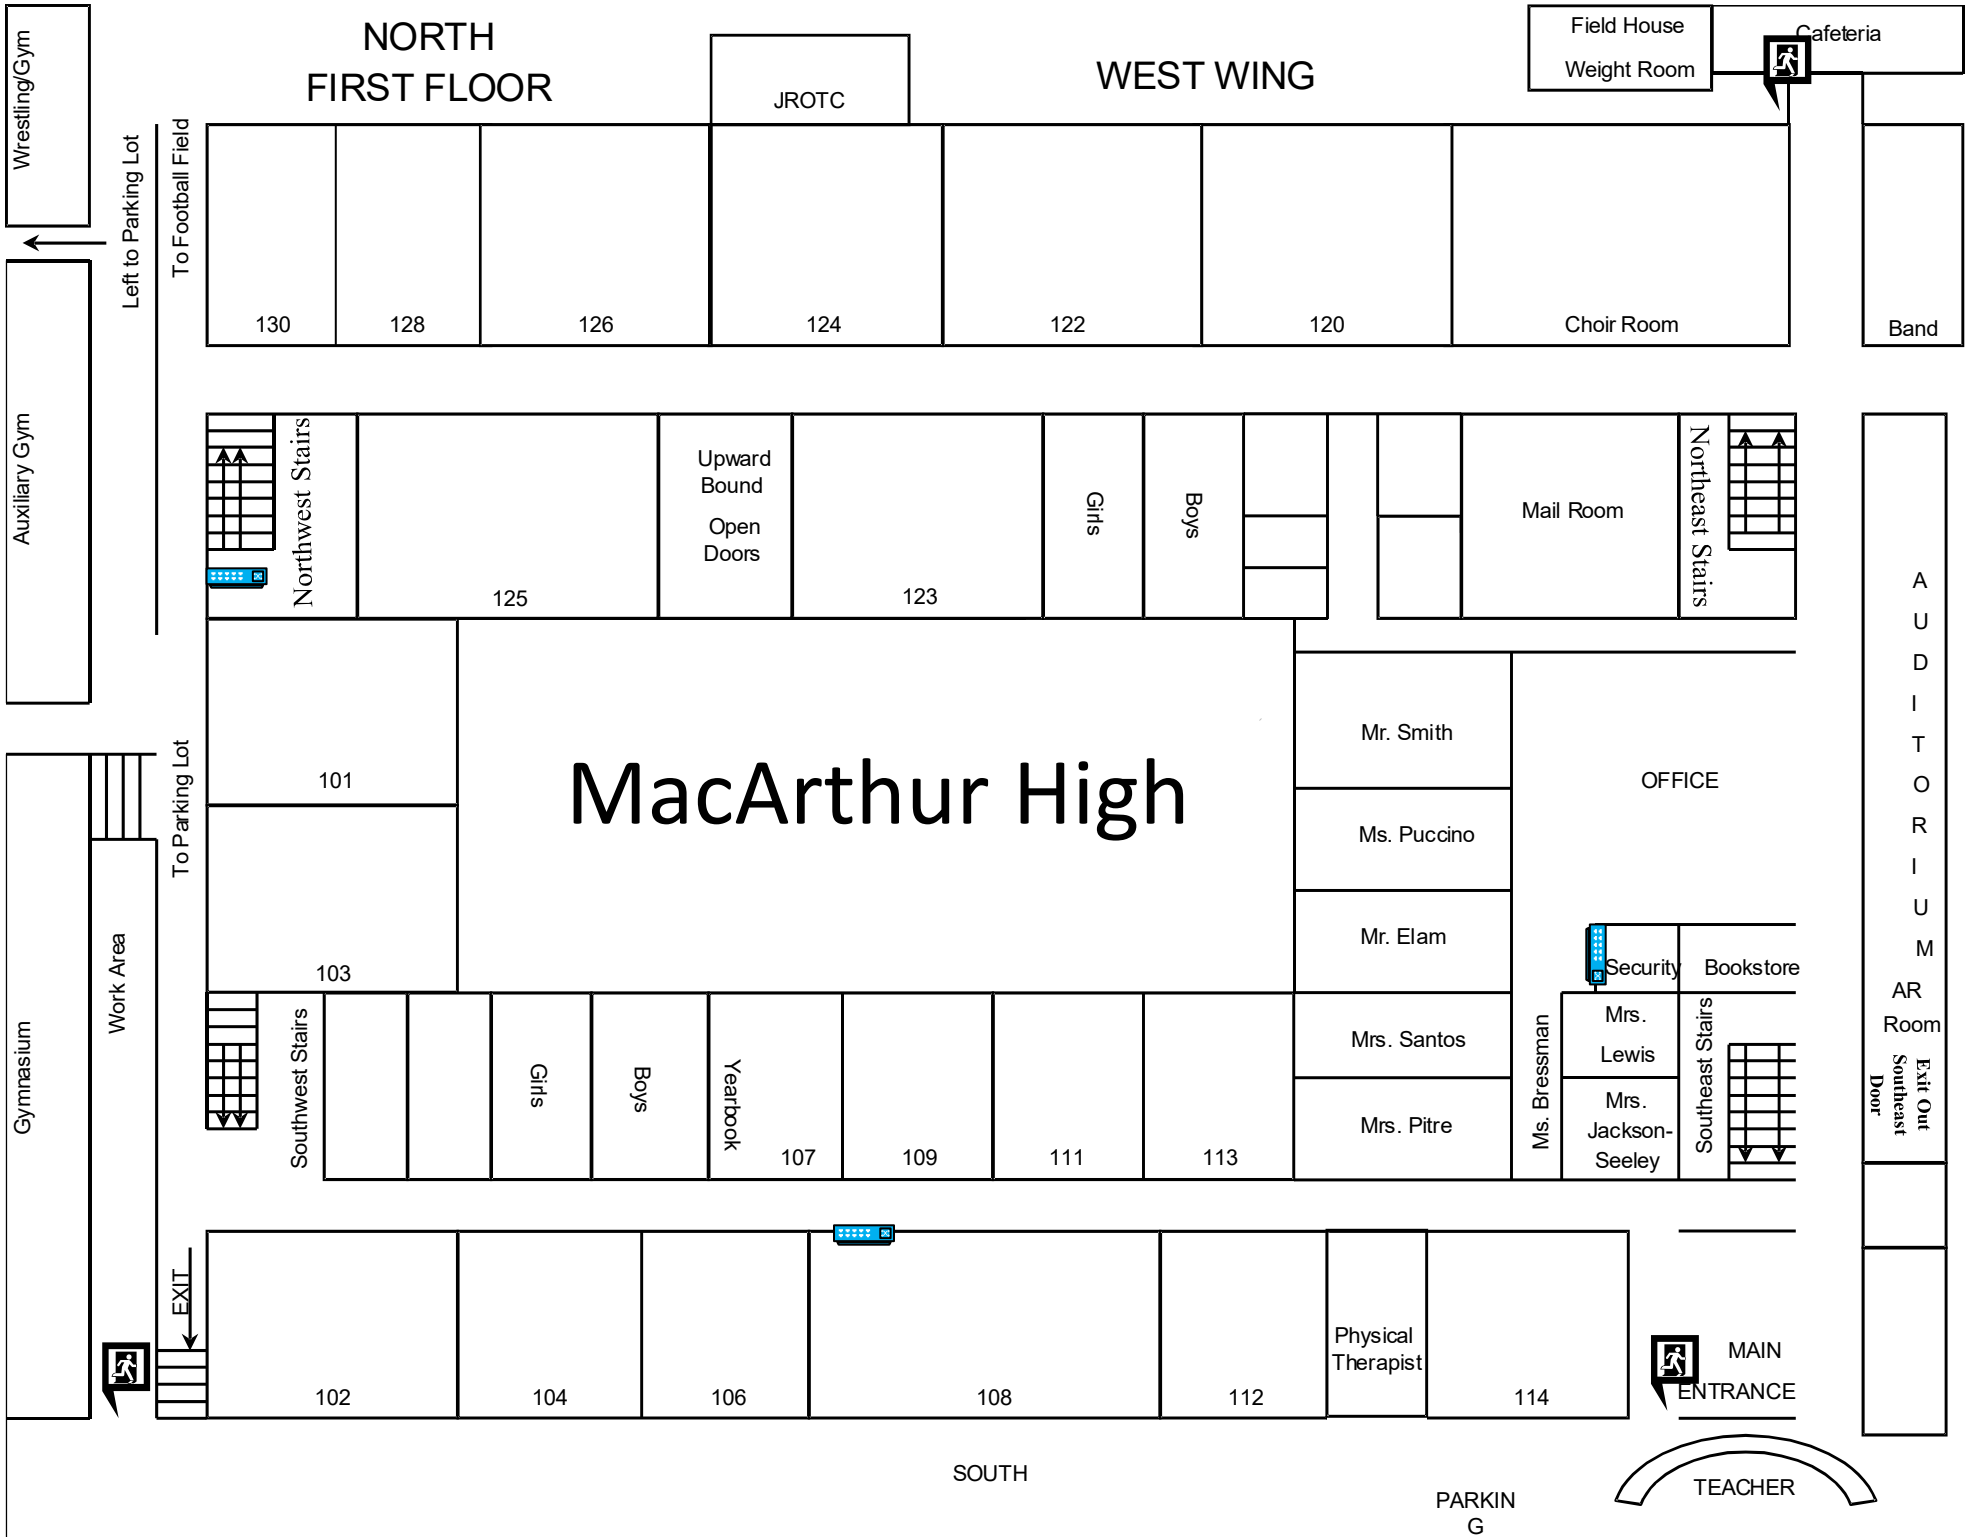 NORTH
FIRST FLOOR
WEST WING
Field House
Weight Room
Cafeteria
JROTC
Wrestling/Gym
Left to Parking Lot
To Football Field
130
128
126
124
122
120
Choir Room
Band
Auxiliary Gym
Northwest Stairs
125
Upward
Bound
Open
Doors
123
Girls
Boys
Mail Room
Northeast Stairs
AUDITORIUM
101
To Parking Lot
MacArthur High
Mr. Smith
OFFICE
Ms. Puccino
Mr. Elam
103
Work Area
Gymnasium
Security
Bookstore
AR
Room
Exit Out
Southeast
Door
Southwest Stairs
Girls
Boys
Yearbook
107
109
111
113
Mrs. Santos
Mrs. Pitre
Ms. Bressman
Mrs.
Lewis
Mrs.
Jackson-
Seeley
Southeast Stairs
EXIT
102
104
106
108
112
Physical
Therapist
114
MAIN
ENTRANCE
SOUTH
PARKIN
G
TEACHER